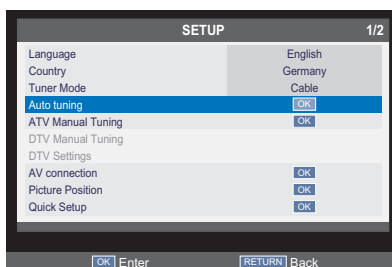 SETUP 1/2
Language English
Country Germany
Tuner Mode Cable
Auto tuning OK
ATV Manual Tuning OK
DTV Manual Tuning
DTV Settings
AV connection OK
Picture Position OK
Quick Setup OK
OK Enter RETURN Back